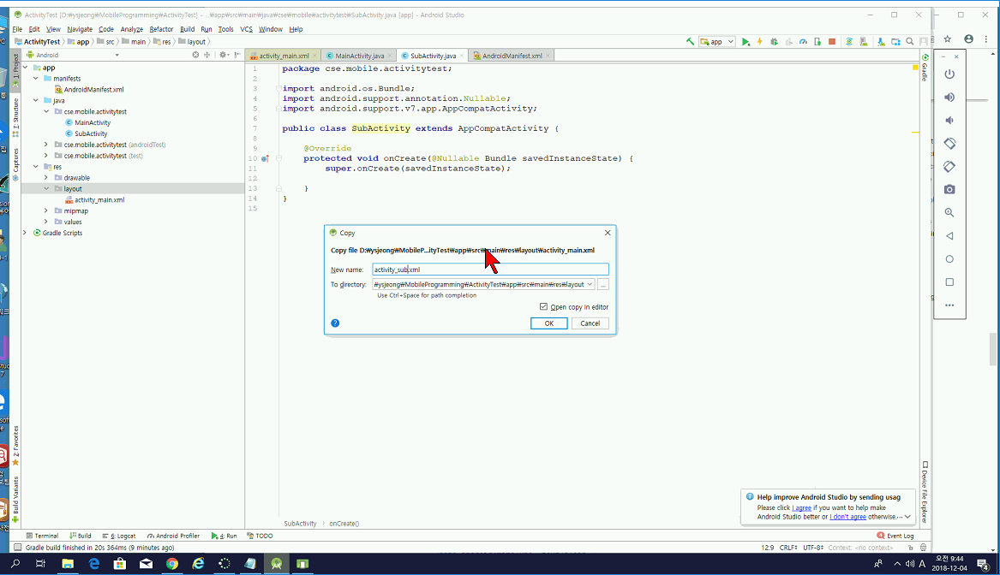 ActivityTest [D:₩ysjeong₩MobileProgramming₩ActivityTest] - ...₩app₩src₩main₩java₩cse₩mobile₩activitytest₩SubActivity.java [app] - Android Studio
File Edit View Navigate Code Analyze Refactor Build Run Tools VCS Window Help
ActivityTest app src main res layout
app
Android
activity_main.xml MainActivity.java SubActivity.java AndroidManifest.xml
1: Project
Z: Structure
Captures
2: Favorites
Build Variants
app
manifests
AndroidManifest.xml
java
cse.mobile.activitytest
MainActivity
SubActivity
cse.mobile.activitytest (androidTest)
cse.mobile.activitytest (test)
res
drawable
layout
activity_main.xml
mipmap
values
Gradle Scripts
1 package cse.mobile.activitytest;
2
3 import android.os.Bundle;
4 import android.support.annotation.Nullable;
5 import android.support.v7.app.AppCompatActivity;
6
7 public class SubActivity extends AppCompatActivity {
8
9 @Override
10 protected void onCreate(@Nullable Bundle savedInstanceState) {
11 super.onCreate(savedInstanceState);
12
13 }
14 }
15
Copy
Copy file D:₩ysjeong₩MobileP...ityTest₩app₩src₩main₩res₩layout₩activity_main.xml
New name: activity_sub.xml
To directory: ₩ysjeong₩MobileProgramming₩ActivityTest₩app₩src₩main₩res₩layout ...
Use Ctrl+Space for path completion
Open copy in editor
? OK Cancel
Gradle
Device File Explorer
Help improve Android Studio by sending usag
Please click I agree if you want to help make
Android Studio better or I don't agree otherwise....
SubActivity › onCreate()
Terminal Build 6: Logcat Android Profiler 4: Run TODO 4 Event Log
Gradle build finished in 20s 364ms (9 minutes ago) 12:9 CRLF÷ UTF-8÷ Context: <no context>
A 오전 9:44
2018-12-04 4